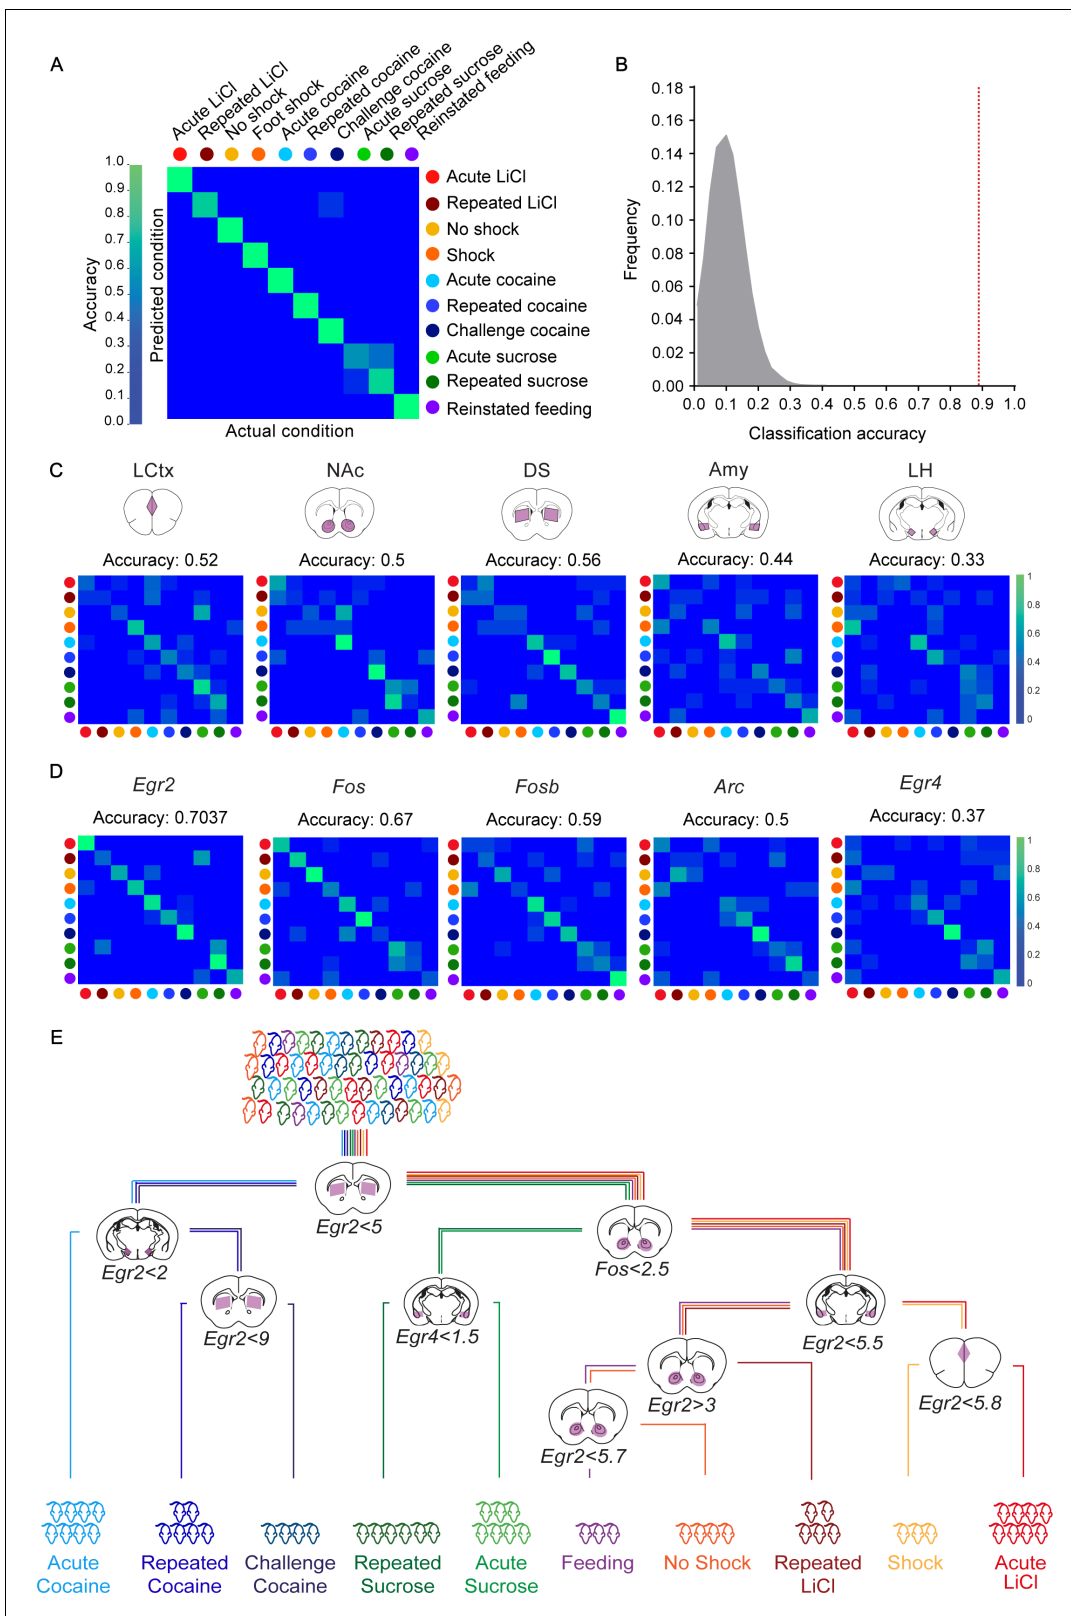 A
Acute LiCl
Repeated LiCl
No shock
Foot shock
Acute cocaine
Repeated cocaine
Challenge cocaine
Acute sucrose
Repeated sucrose
Reinstated feeding
1.0
0.9
0.8
0.7
0.6
0.5
0.4
0.3
0.2
0.1
0.0
Accuracy
Predicted condition
Actual condition
Acute LiCl
Repeated LiCl
No shock
Shock
Acute cocaine
Repeated cocaine
Challenge cocaine
Acute sucrose
Repeated sucrose
Reinstated feeding
B
0.18
0.16
0.14
0.12
0.10
0.08
0.06
0.04
0.02
0.00
Frequency
0.0 0.1 0.2 0.3 0.4 0.5 0.6 0.7 0.8 0.9 1.0
Classification accuracy
C
LCtx NAc DS Amy LH
Accuracy: 0.52 Accuracy: 0.5 Accuracy: 0.56 Accuracy: 0.44 Accuracy: 0.33
1
0.8
0.6
0.4
0.2
0
D
Egr2 Fos Fosb Arc Egr4
Accuracy: 0.7037 Accuracy: 0.67 Accuracy: 0.59 Accuracy: 0.5 Accuracy: 0.37
1
0.8
0.6
0.4
0.2
0
E
Egr2<5
Egr2<2
Fos<2.5
Egr2<9
Egr4<1.5
Egr2<5.5
Egr2>3
Egr2<5.8
Egr2<5.7
Acute
Cocaine
Repeated
Cocaine
Challenge
Cocaine
Repeated
Sucrose
Acute
Sucrose
Feeding
No Shock
Repeated
LiCl
Shock
Acute
LiCl